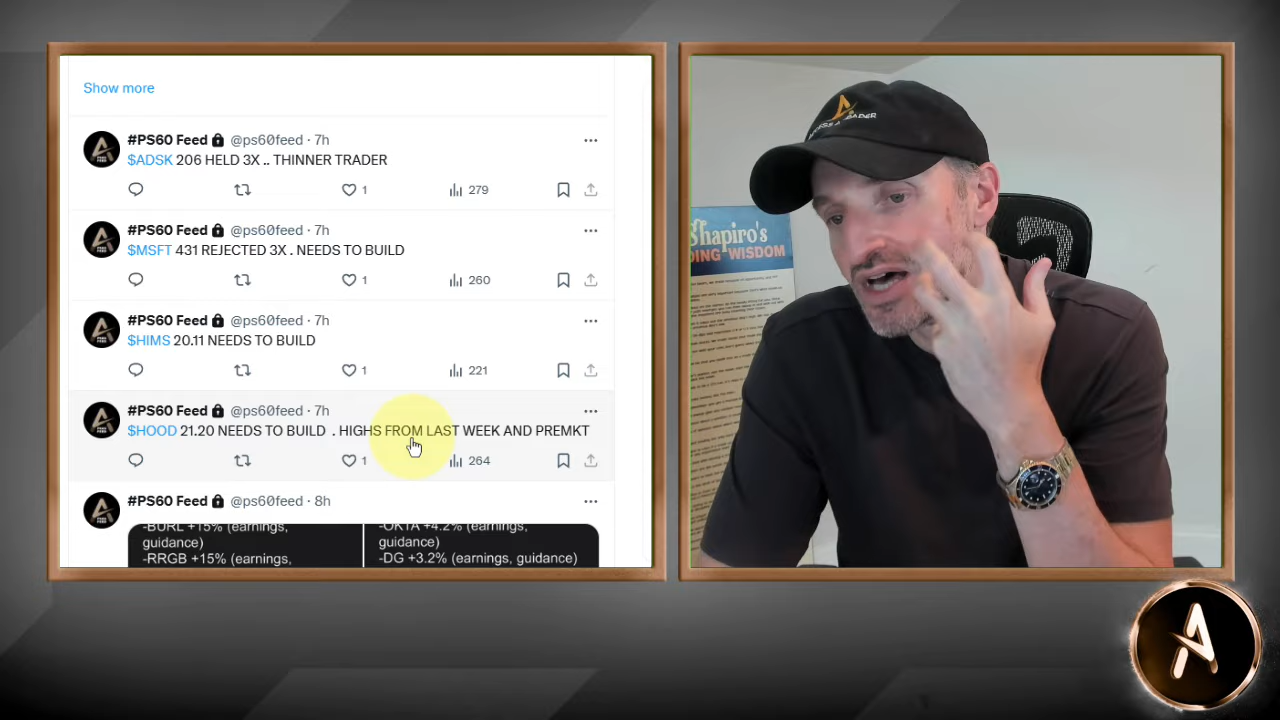 Show more
#PS60 Feed @ps60feed · 7h
$ADSK 206 HELD 3X .. THINNER TRADER
1 279
#PS60 Feed @ps60feed · 7h
$MSFT 431 REJECTED 3X . NEEDS TO BUILD
1 260
#PS60 Feed @ps60feed · 7h
$HIMS 20.11 NEEDS TO BUILD
1 221
#PS60 Feed @ps60feed · 7h
$HOOD 21.20 NEEDS TO BUILD . HIGHS FROM LAST WEEK AND PREMKT
1 264
#PS60 Feed @ps60feed · 8h
-BURL +15% (earnings,
guidance)
-RRGB +15% (earnings,
-OKTA +4.2% (earnings,
guidance)
-DG +3.2% (earnings, guidance)
Shapiro's
WISDOM